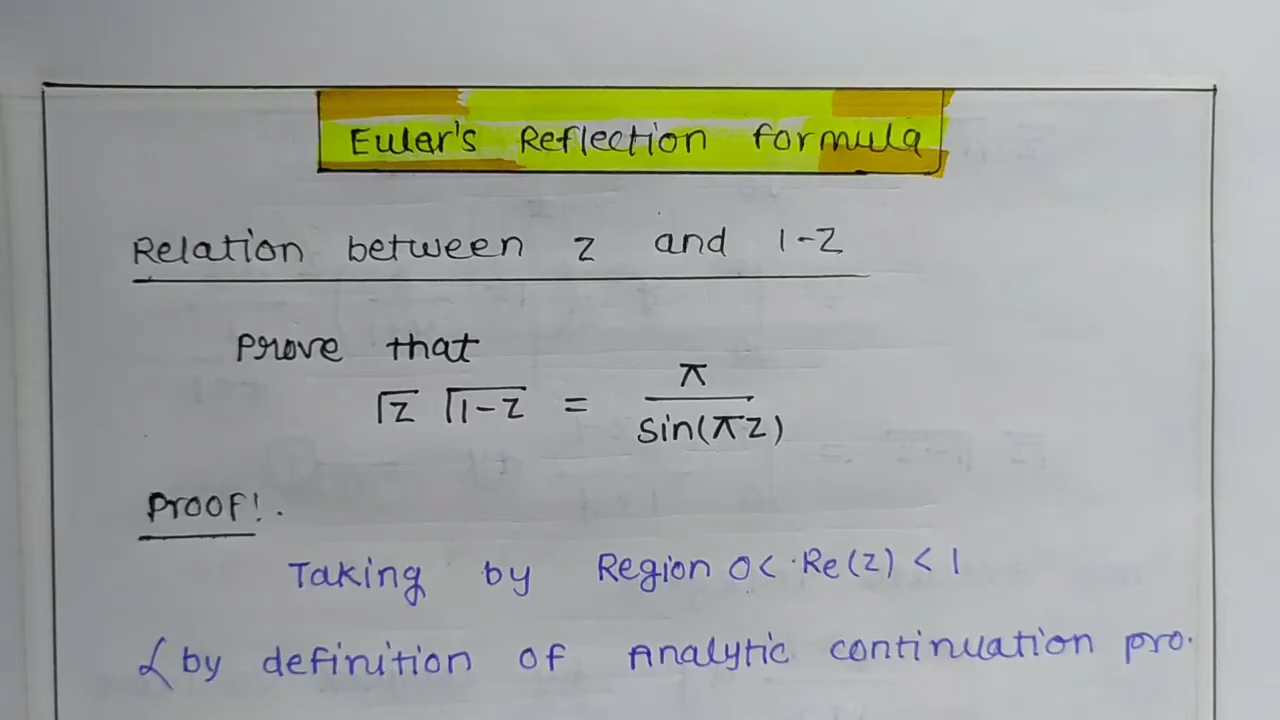 Eular's Reflection formula
Relation between z and 1-z
Prove that
Γz Γ1-z = π / sin(πz)
Proof!.
Taking by Region 0< Re(z) < 1
& by definition of Analytic continuation pro.